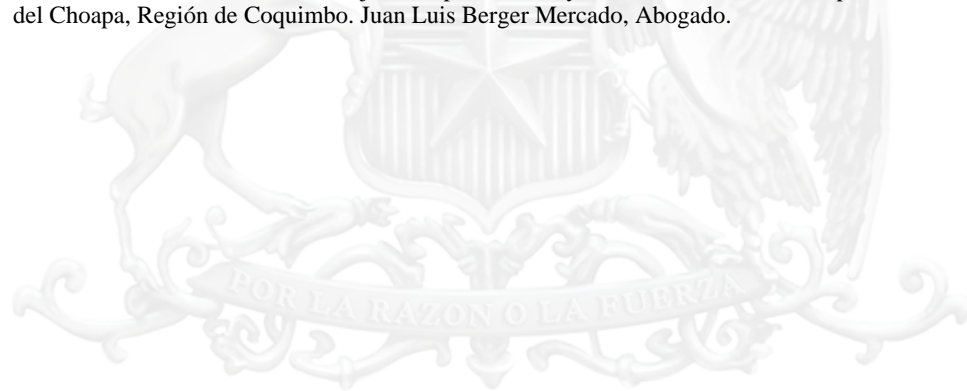 del Choapa, Región de Coquimbo. Juan Luis Berger Mercado, Abogado.
POR LA RAZON O LA FUERZA